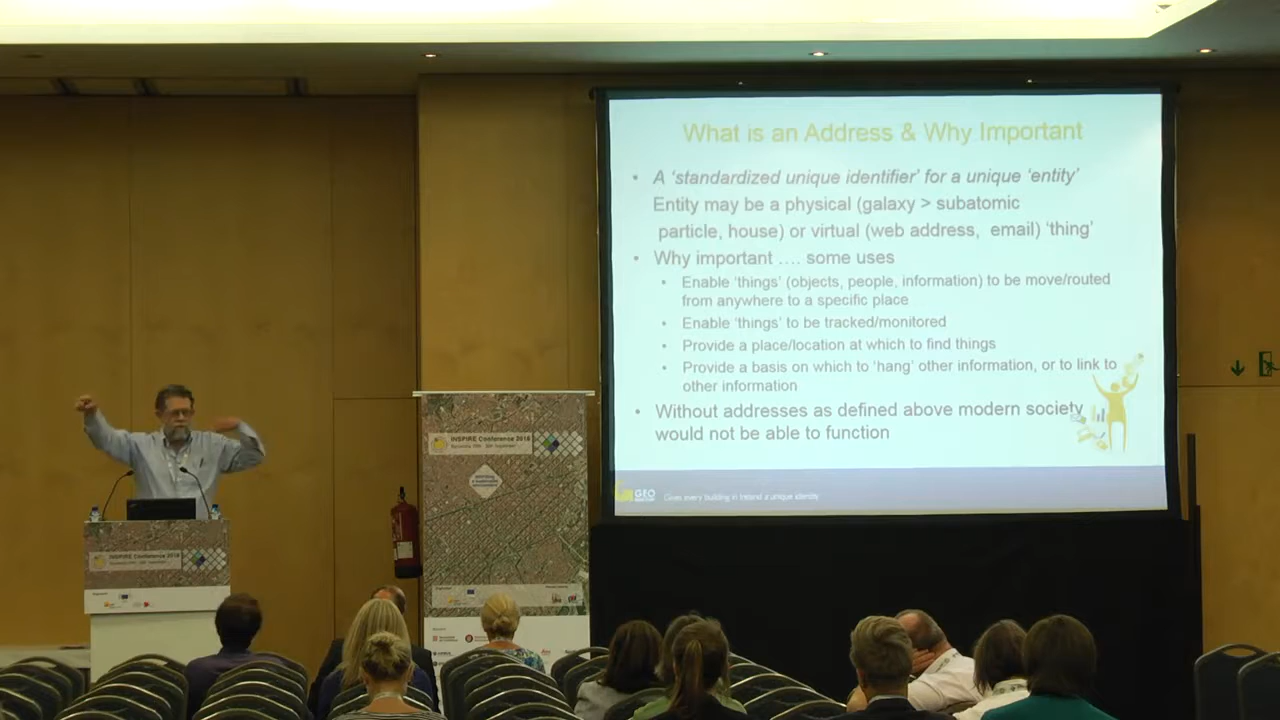 What is an Address & Why Important
• A 'standardized unique identifier' for a unique 'entity'
Entity may be a physical (galaxy > subatomic
particle, house) or virtual (web address, email) 'thing'
• Why important .... some uses
• Enable 'things' (objects, people, information) to be move/routed
from anywhere to a specific place
• Enable 'things' to be tracked/monitored
• Provide a place/location at which to find things
• Provide a basis on which to 'hang' other information, or to link to
other information
• Without addresses as defined above modern society
would not be able to function
GEO
Gives every building in Ireland a unique identity
INSPIRE Conference 2016
INSPIRE Conference 2016